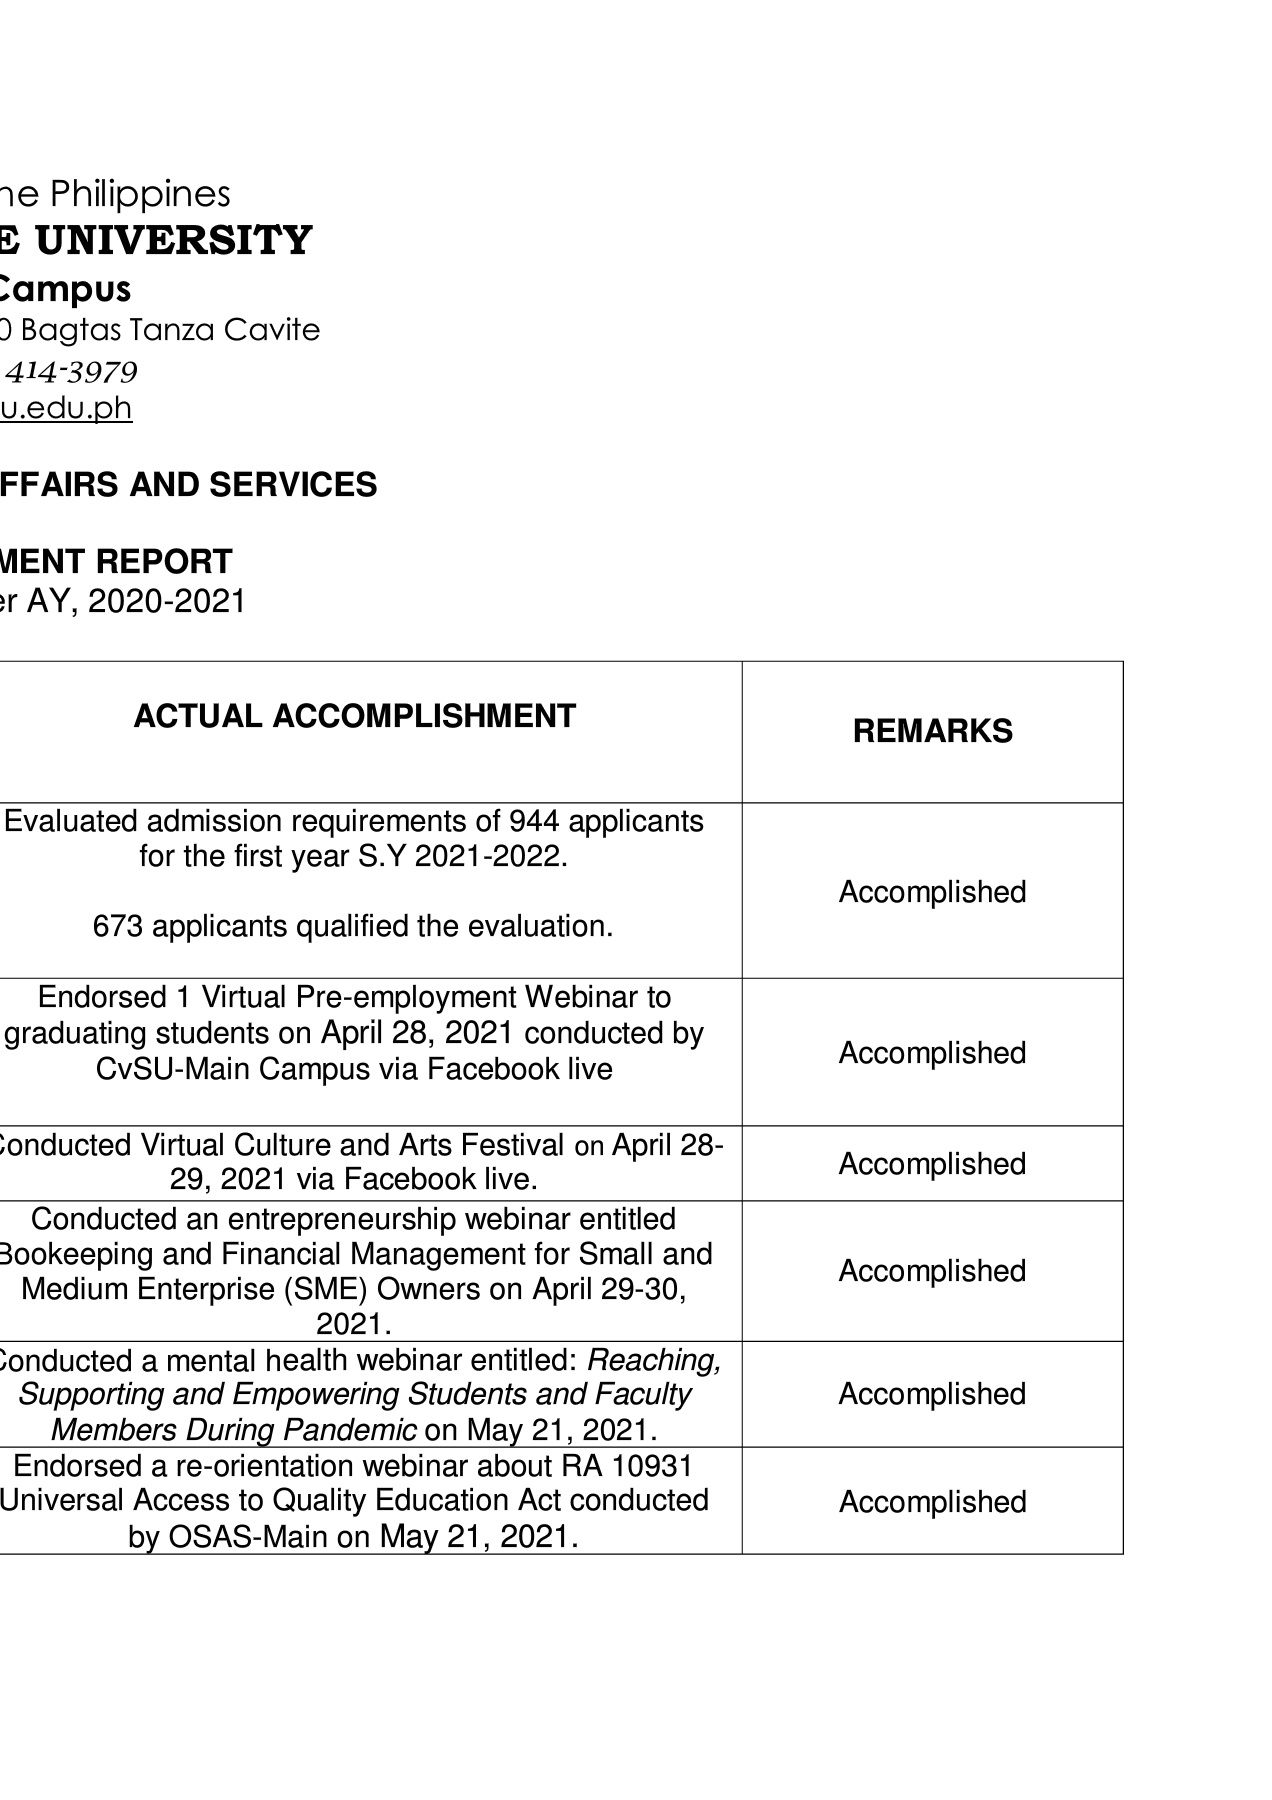 he Philippines
E UNIVERSITY
Campus
0 Bagtas Tanza Cavite
414-3979
u.edu.ph
FFAIRS AND SERVICES
MENT REPORT
er AY, 2020-2021
ACTUAL ACCOMPLISHMENT
REMARKS
Evaluated admission requirements of 944 applicants
for the first year S.Y 2021-2022.
673 applicants qualified the evaluation.
Accomplished
Endorsed 1 Virtual Pre-employment Webinar to
graduating students on April 28, 2021 conducted by
CvSU-Main Campus via Facebook live
Accomplished
Conducted Virtual Culture and Arts Festival on April 28-
29, 2021 via Facebook live.
Accomplished
Conducted an entrepreneurship webinar entitled
Bookeeping and Financial Management for Small and
Medium Enterprise (SME) Owners on April 29-30,
2021.
Accomplished
Conducted a mental health webinar entitled: Reaching,
Supporting and Empowering Students and Faculty
Members During Pandemic on May 21, 2021.
Accomplished
Endorsed a re-orientation webinar about RA 10931
Universal Access to Quality Education Act conducted
by OSAS-Main on May 21, 2021.
Accomplished